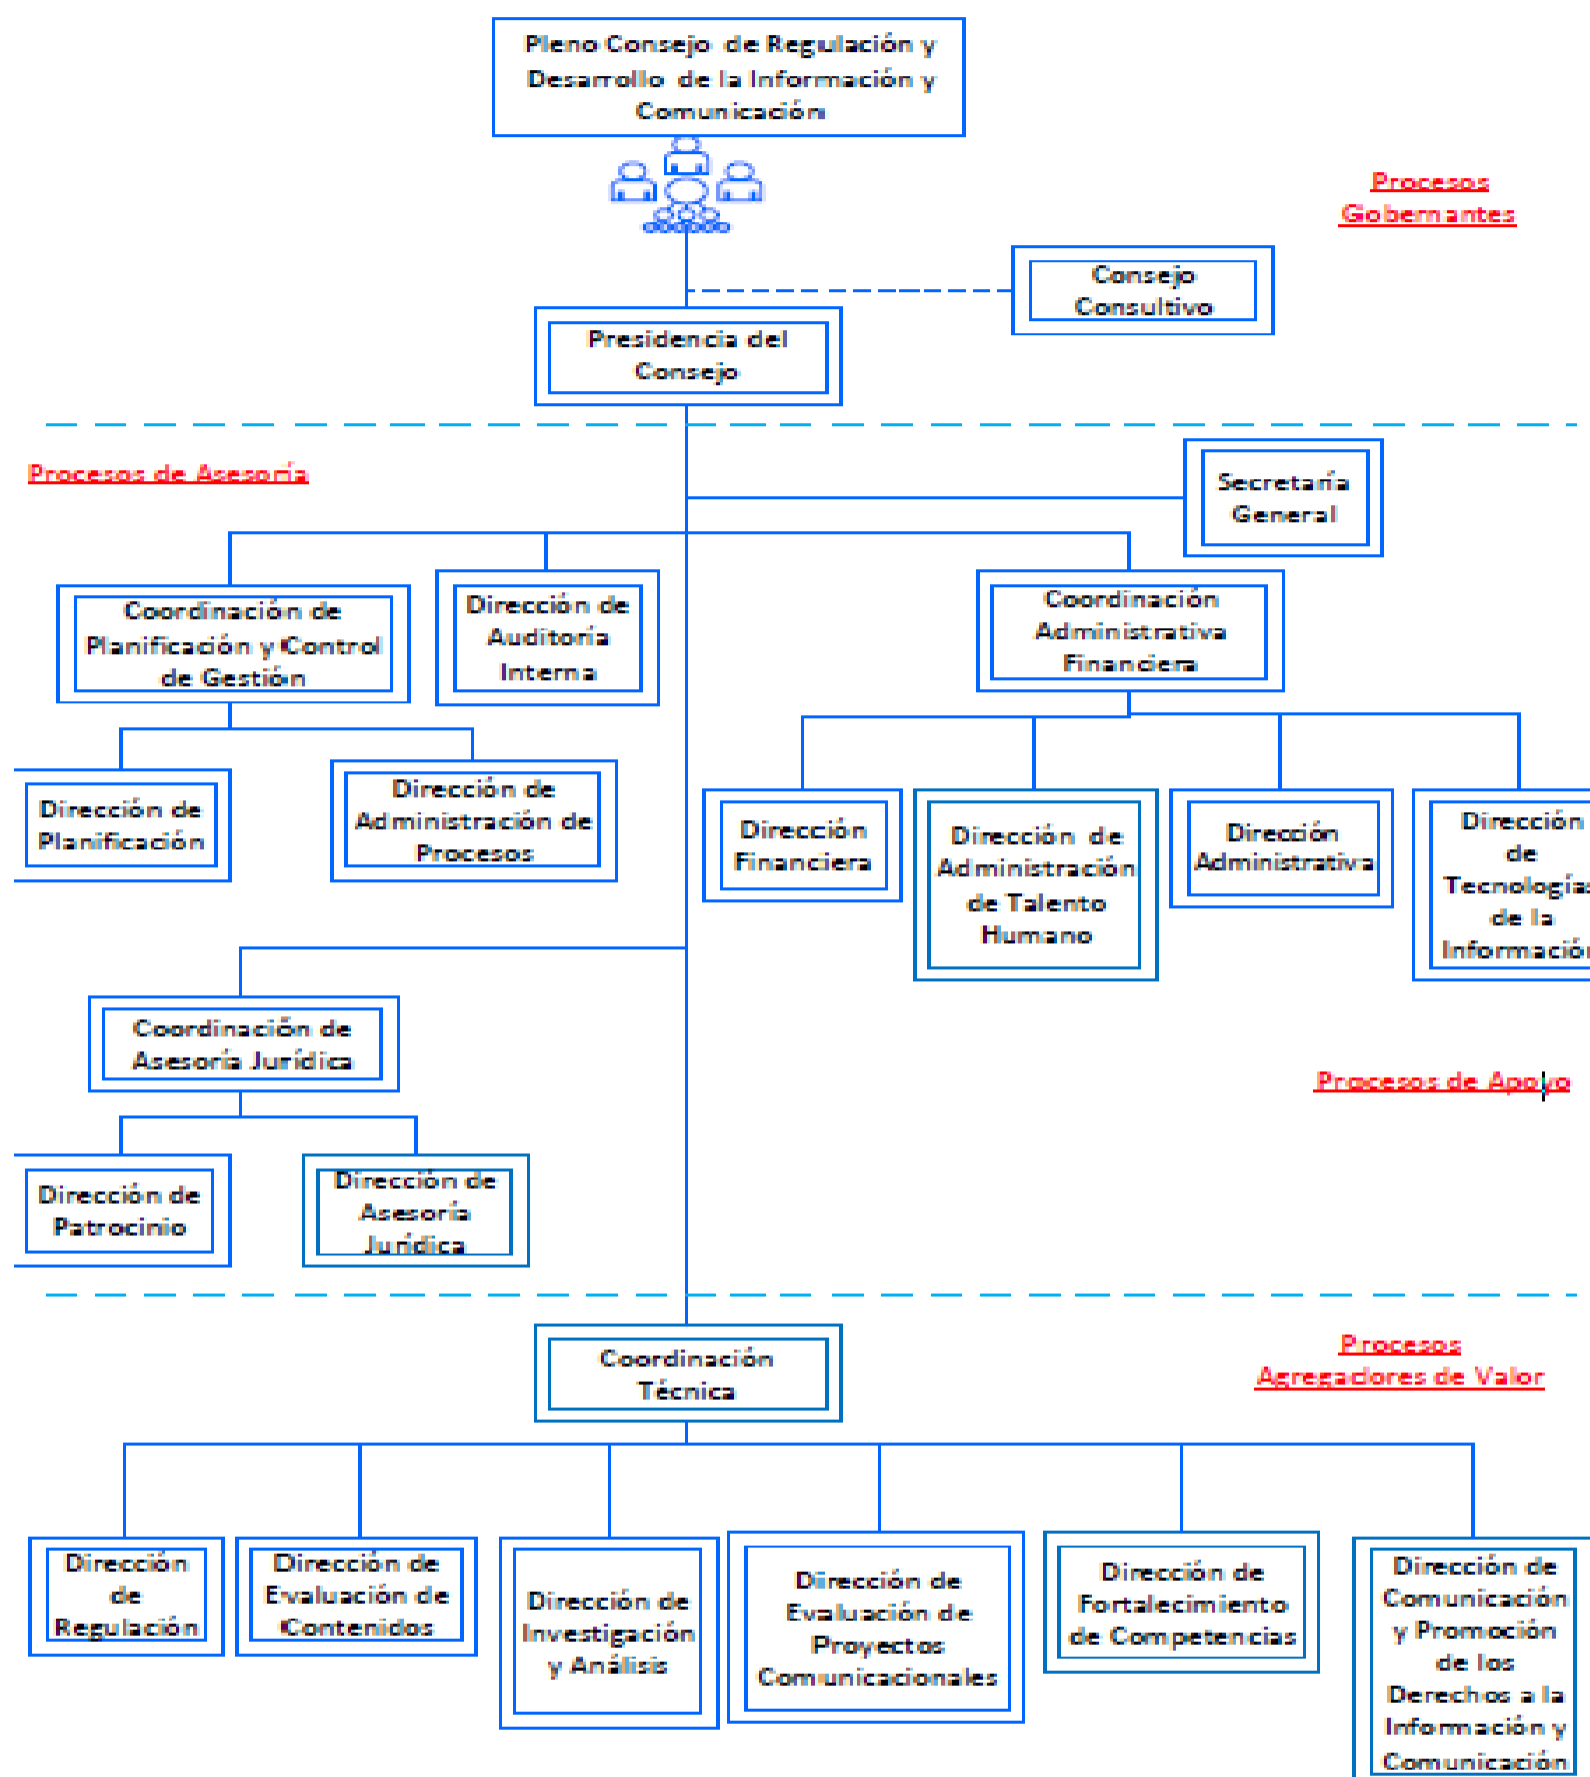 Pleno Consejo de Regulación y
Desarrollo de la Información y
Comunicación
Procesos
Gobernantes
Consejo
Consultivo
Presidencia del
Consejo
Procesos de Asesoría
Secretaría
General
Coordinación de
Planificación y Control
de Gestión
Dirección de
Auditoría
Interna
Coordinación
Administrativa
Financiera
Dirección de
Planificación
Dirección de
Administración de
Procesos
Dirección
Financiera
Dirección de
Administración
de Talento
Humano
Dirección
Administrativa
Dirección
de
Tecnologías
de la
Información
Coordinación de
Asesoría Jurídica
Procesos de Apoyo
Dirección de
Patrocinio
Dirección de
Asesoría
Jurídica
Coordinación
Técnica
Procesos
Agregadores de Valor
Dirección
de
Regulación
Dirección de
Evaluación de
Contenidos
Dirección de
Investigación
y Análisis
Dirección de
Evaluación de
Proyectos
Comunicacionales
Dirección de
Fortalecimiento
de Competencias
Dirección de
Comunicación
y Promoción
de los
Derechos a la
Información y
Comunicación